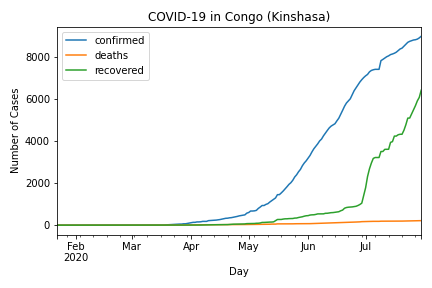 COVID-19 in Congo (Kinshasa)
confirmed
deaths
recovered
Number of Cases
8000
6000
4000
2000
0
Feb Mar Apr May Jun Jul
2020
Day